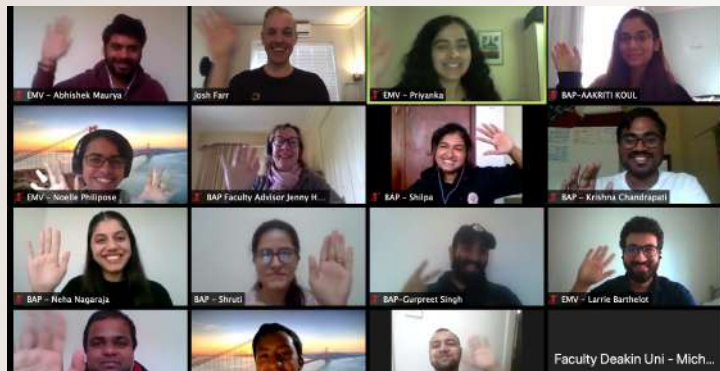 EMV - Abhishek Maurya
Josh Farr
EMV - Priyanka
BAP-AAKRITI KOUL
EMV - Noelle Philipose
BAP Faculty Advisor Jenny H...
BAP - Shilpa
BAP - Krishna Chandrapati
BAP - Neha Nagaraja
BAP - Shruti
BAP-Gurpreet Singh
EMV - Larrie Barthelot
Faculty Deakin Uni - Mich...